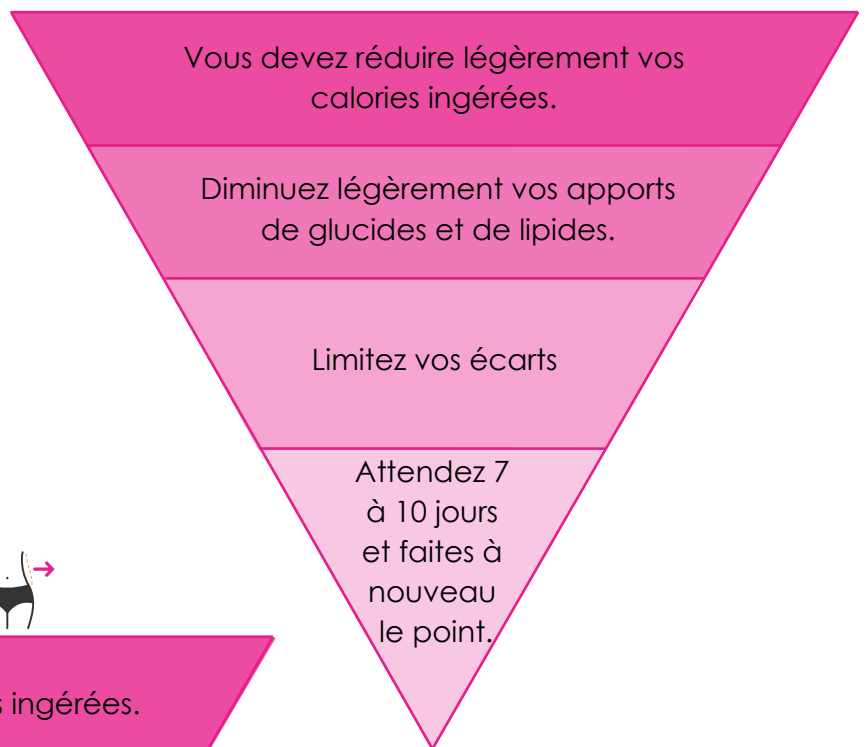 Vous devez réduire légèrement vos
calories ingérées.
Diminuez légèrement vos apports
de glucides et de lipides.
Limitez vos écarts
Attendez 7
à 10 jours
et faites à
nouveau
le point.
ingérées.